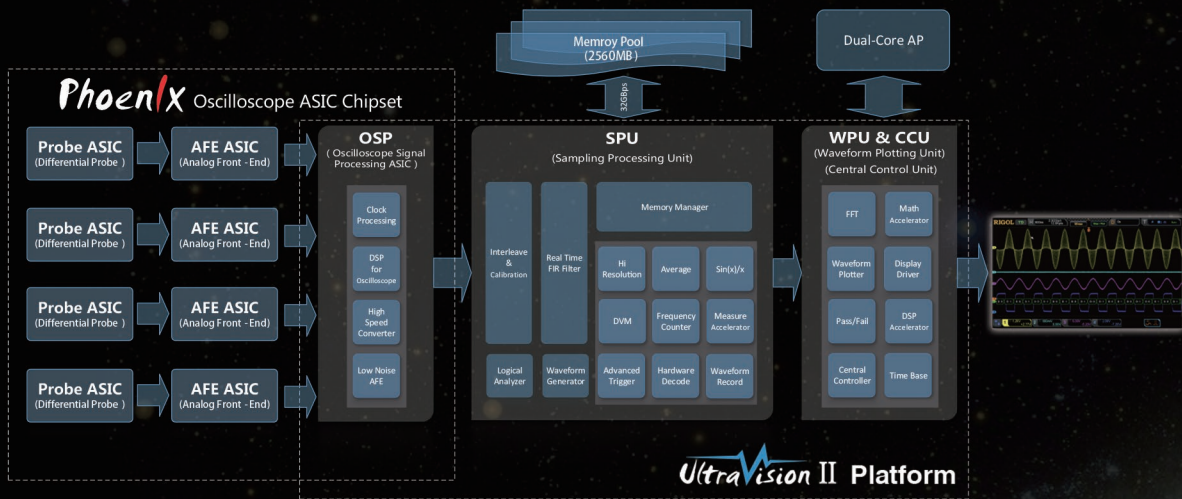 Memroy Pool
(2560MB )
Dual-Core AP
32GBps
Phoenix Oscilloscope ASIC Chipset
Probe ASIC
(Differential Probe )
AFE ASIC
(Analog Front -End)
Probe ASIC
(Differential Probe )
AFE ASIC
(Analog Front -End)
Probe ASIC
(Differential Probe )
AFE ASIC
(Analog Front -End)
Probe ASIC
(Differential Probe )
AFE ASIC
(Analog Front -End)
OSP
( Oscilloscope Signal
Processing ASIC )
Clock
Processing
DSP
for
Oscilloscope
High
Speed
Converter
Low Noise
AFE
SPU
(Sampling Processing Unit)
Interleave
&
Calibration
Real Time
FIR Filter
Memory Manager
Hi
Resolution
Average
Sin(x)/x
DVM
Frequency
Counter
Measure
Accelerator
Logical
Analyzer
Waveform
Generator
Advanced
Trigger
Hardware
Decode
Waveform
Record
WPU & CCU
(Waveform Plotting Unit)
(Central Control Unit)
FFT
Math
Accelerator
Waveform
Plotter
Display
Driver
Pass/Fail
DSP
Accelerator
Central
Controller
Time Base
RIGOL
UltraVision II Platform